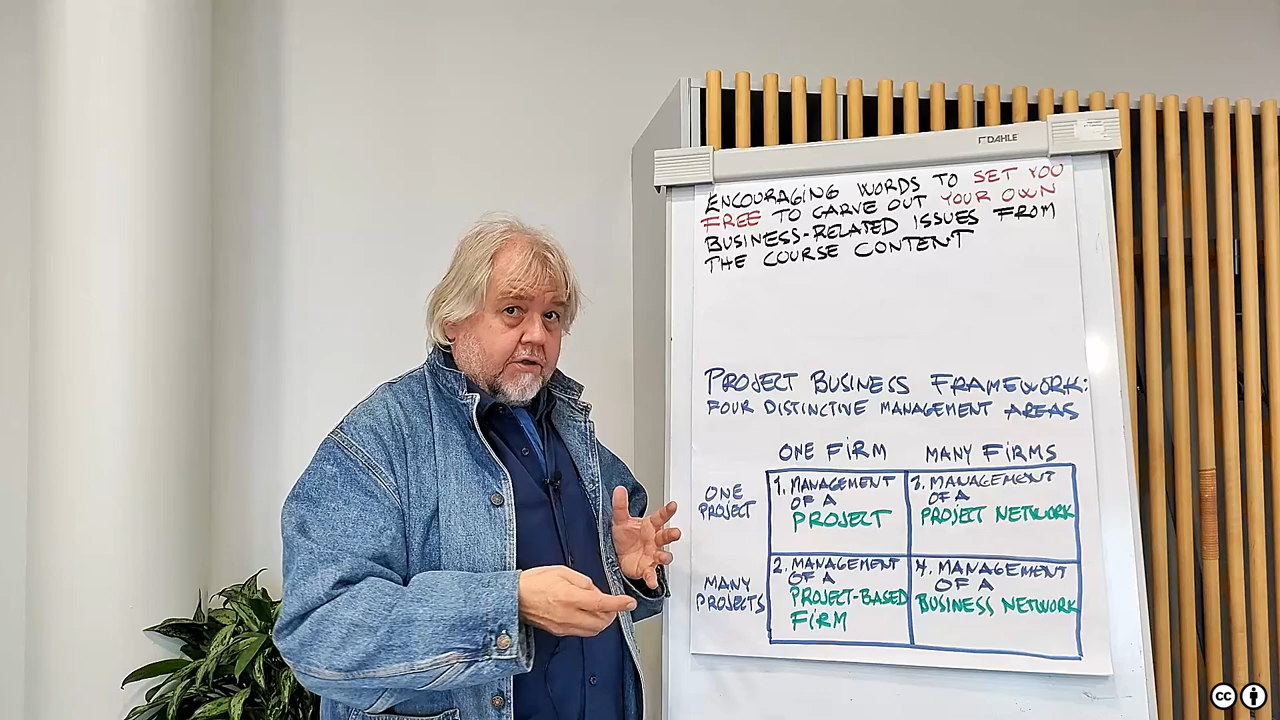 DAHLE
ENCOURAGING WORDS TO SET YOU
FREE TO CARVE OUT YOUR OWN
BUSINESS-RELATED ISSUES FROM
THE COURSE CONTENT
PROJECT BUSINESS FRAMEWORK:
FOUR DISTINCTIVE MANAGEMENT AREAS
ONE FIRM
MANY FIRMS
ONE
PROJECT
1. MANAGEMENT
OF A
PROJECT
3. MANAGEMENT
OF A
PROJECT NETWORK
MANY
PROJECTS
2. MANAGEMENT
OF A
PROJECT-BASED
FIRM
4. MANAGEMENT
OF A
BUSINESS NETWORK
cc